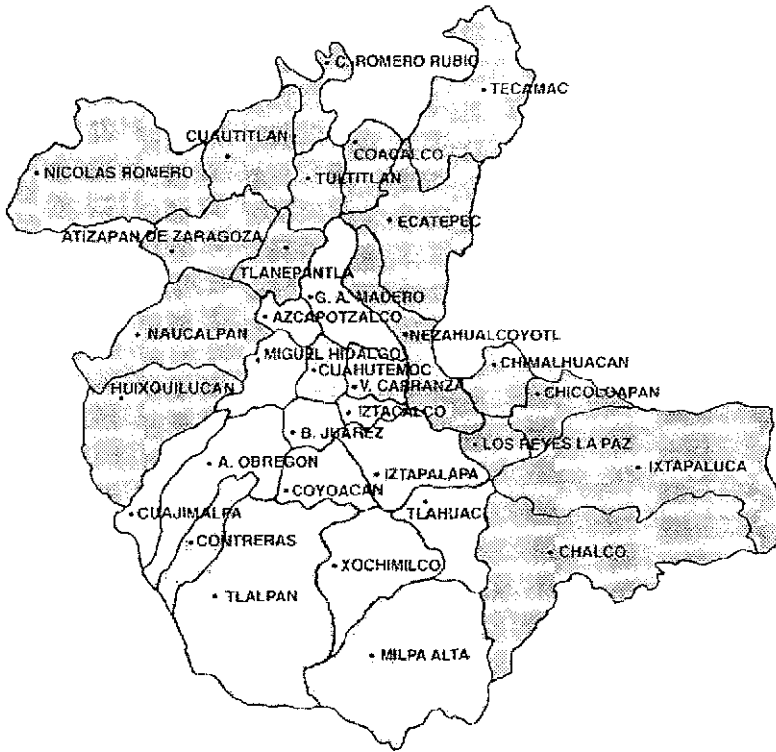 C. ROMERO RUBIO
TECAMAC
CUAUTITLAN
COACALCO
NICOLAS ROMERO
TULTITLAN
ECATEPEC
ATIZAPAN DE ZARAGOZA
TLANEPANTLA
G. A. MADERO
AZCAPOTZALCO
NAUCALPAN
NEZAHUALCOYOTL
MIGUEL HIDALGO
CHIMALHUACAN
CUAHUTEMOC
HUIXQUILUCAN
V. CARRANZA
CHICOLOAPAN
IZTACALCO
B. JUAREZ
LOS REYES LA PAZ
A. OBREGON
IZTAPALAPA
IXTAPALUCA
COYOACAN
CUAJIMALPA
TLAHUAC
CONTRERAS
CHALCO
XOCHIMILCO
TLALPAN
MILPA ALTA